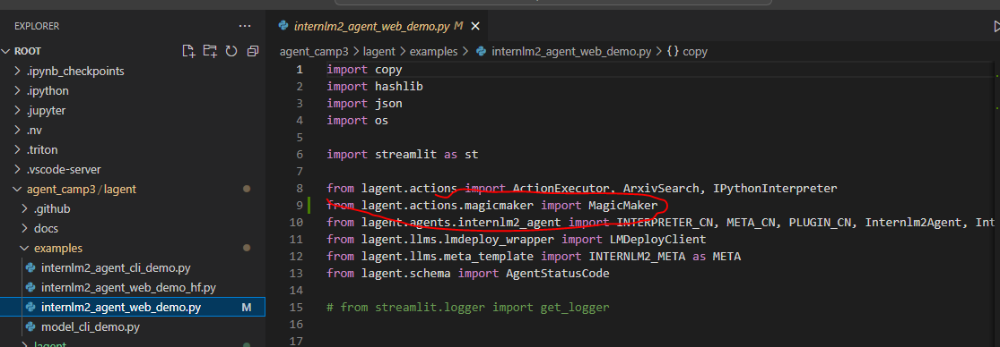 EXPLORER
ROOT
.ipynb_checkpoints
.ipython
.jupyter
.nv
.triton
.vscode-server
agent_camp3 / lagent
.github
docs
examples
internlm2_agent_cli_demo.py
internlm2_agent_web_demo_hf.py
internlm2_agent_web_demo.py M
model_cli_demo.py
lagent
internlm2_agent_web_demo.py M
agent_camp3 > lagent > examples > internlm2_agent_web_demo.py > {} copy
1 import copy
2 import hashlib
3 import json
4 import os
5
6 import streamlit as st
7
8 from lagent.actions import ActionExecutor, ArxivSearch, IPythonInterpreter
9 from lagent.actions.magicmaker import MagicMaker
10 from lagent.agents.internlm2_agent import INTERPRETER_CN, META_CN, PLUGIN_CN, Internlm2Agent, Int
11 from lagent.llms.lmdeploy_wrapper import LMDeployClient
12 from lagent.llms.meta_template import INTERNLM2_META as META
13 from lagent.schema import AgentStatusCode
14
15 # from streamlit.logger import get_logger
16
17